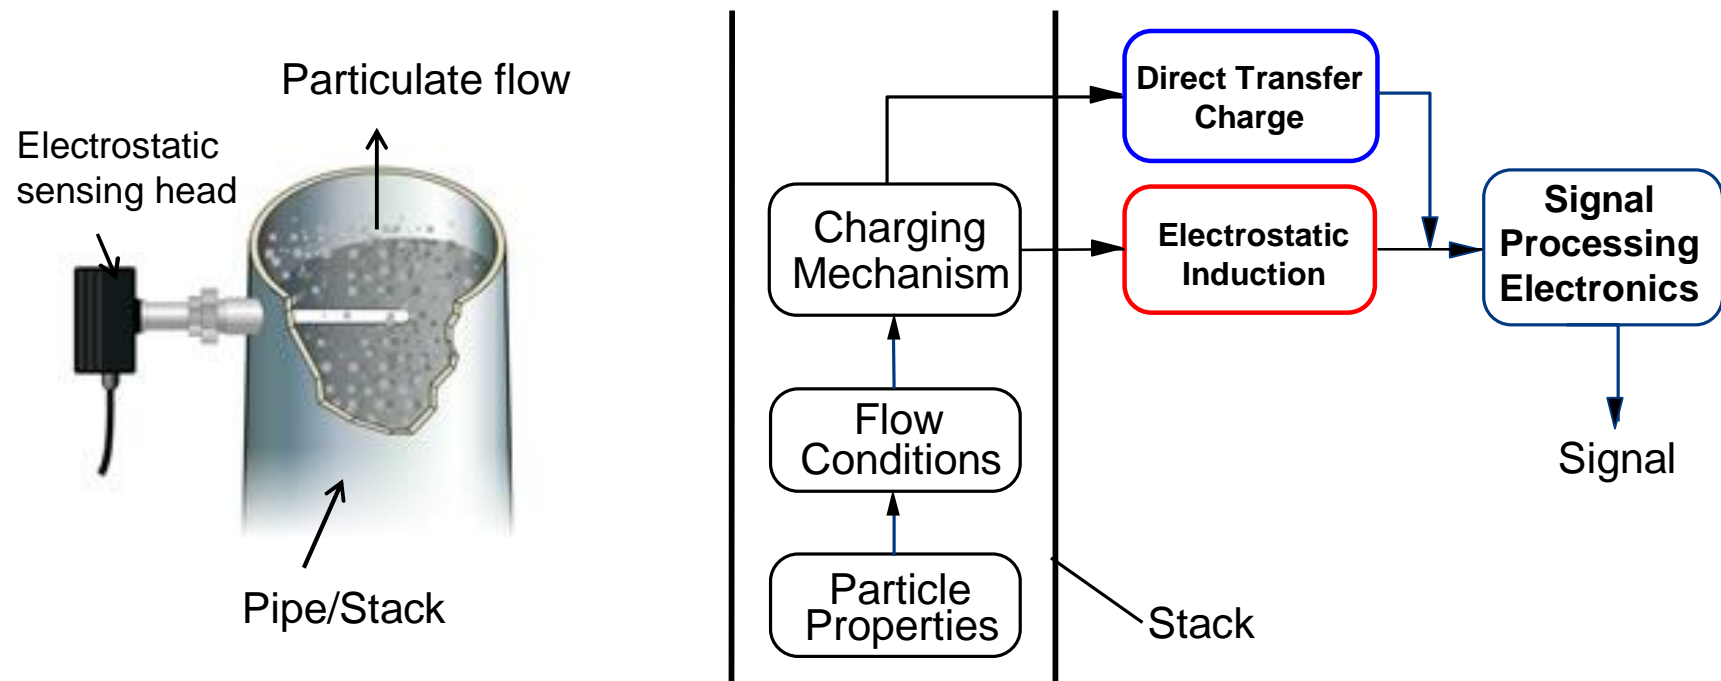 Particulate flow
Electrostatic
sensing head
Pipe/Stack
Direct Transfer
Charge
Charging
Mechanism
Electrostatic
Induction
Signal
Processing
Electronics
Flow
Conditions
Signal
Particle
Properties
Stack